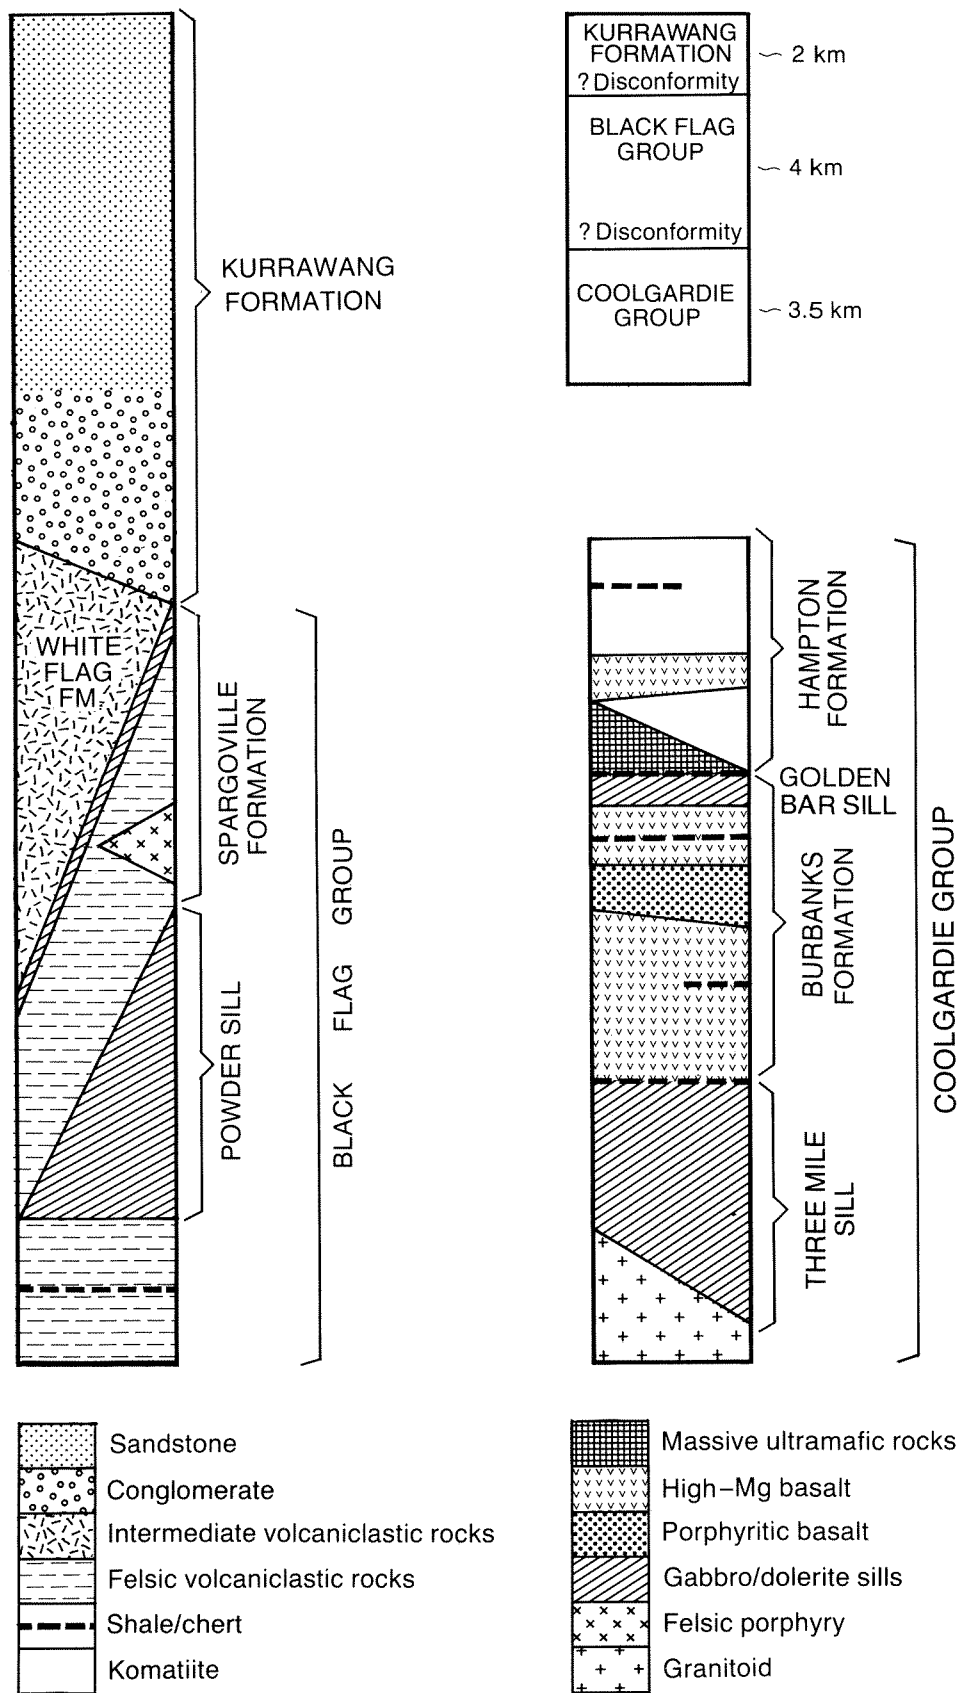 KURRAWANG
FORMATION
WHITE
FLAG
FM.
SPARGOVILLE
FORMATION
POWDER SILL
BLACK FLAG GROUP
KURRAWANG
FORMATION
? Disconformity
~ 2 km
BLACK FLAG
GROUP
~ 4 km
? Disconformity
COOLGARDIE
GROUP
~ 3.5 km
HAMPTON
FORMATION
GOLDEN
BAR SILL
BURBANKS
FORMATION
THREE MILE
SILL
COOLGARDIE GROUP
Sandstone
Conglomerate
Intermediate volcaniclastic rocks
Felsic volcaniclastic rocks
Shale/chert
Komatiite
Massive ultramafic rocks
High–Mg basalt
Porphyritic basalt
Gabbro/dolerite sills
Felsic porphyry
Granitoid